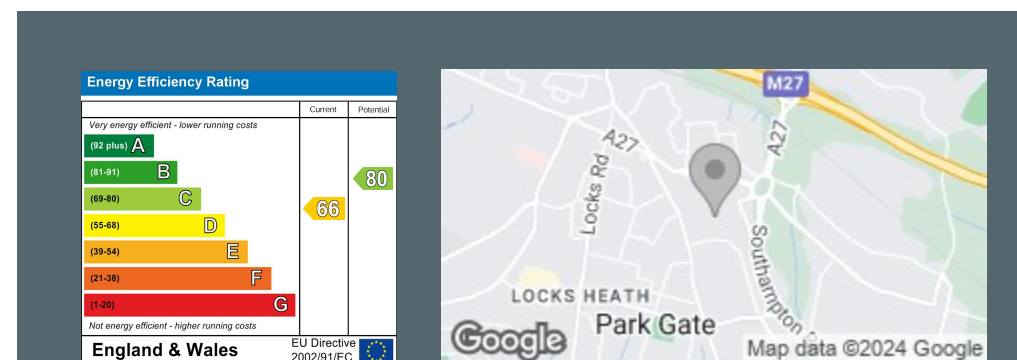 Energy Efficiency Rating
Current Potential
Very energy efficient - lower running costs
(92 plus) A
(81-91) B
(69-80) C
(55-68) D
(39-54) E
(21-38) F
(1-20) G
66
80
Not energy efficient - higher running costs
England & Wales
EU Directive
2002/91/EC
M27
A27
A27
Locks Rd
Southampton
LOCKS HEATH
Park Gate
Google
Map data ©2024 Google